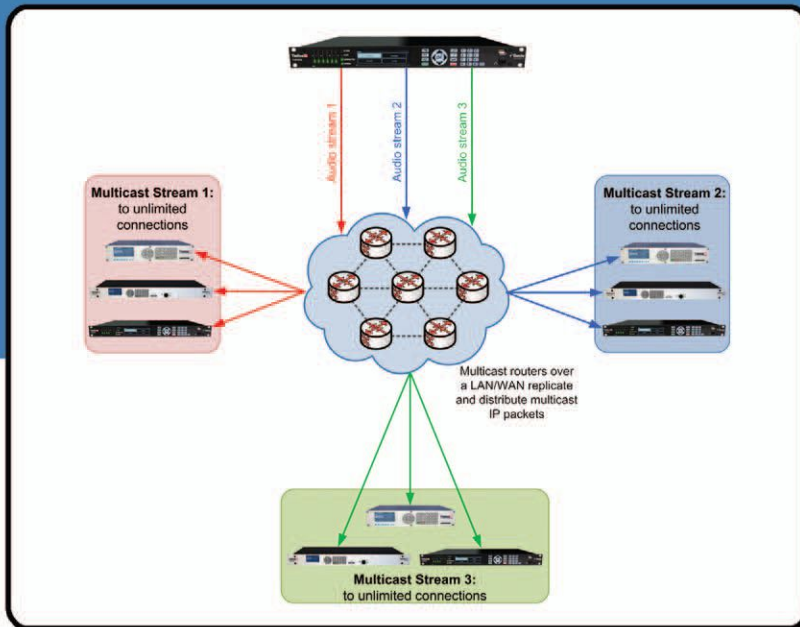 Audio stream 1
Audio stream 2
Audio stream 3
Multicast Stream 1:
to unlimited
connections
Multicast Stream 2:
to unlimited
connections
Multicast routers over
a LAN/WAN replicate
and distribute multicast
IP packets
Multicast Stream 3:
to unlimited connections